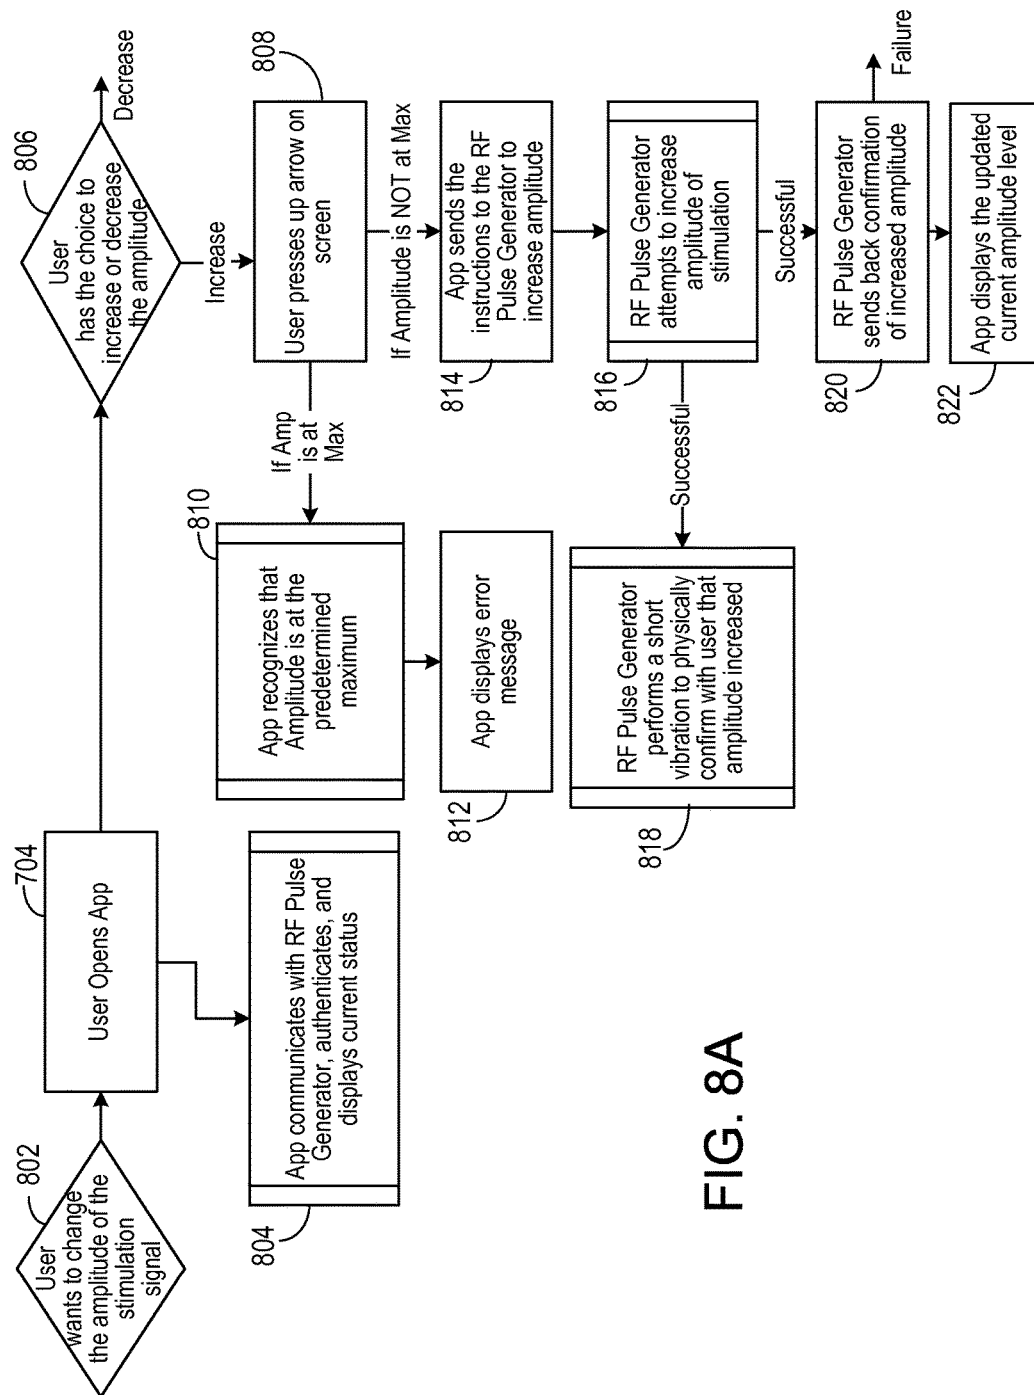 802
User
wants to change
the amplitude of the
stimulation
signal
704
User Opens App
806
User
has the choice to
increase or decrease
the amplitude
Decrease
Increase
804
App communicates with RF Pulse
Generator, authenticates, and
displays current status
808
User presses up arrow on
screen
If Amp
is at
Max
810
App recognizes that
Amplitude is at the
predetermined
maximum
812
App displays error
message
If Amplitude is NOT at Max
814
App sends the
instructions to the RF
Pulse Generator to
increase amplitude
816
RF Pulse Generator
attempts to increase
amplitude of
stimulation
Successful
818
RF Pulse Generator
performs a short
vibration to physically
confirm with user that
amplitude increased
Successful
820
RF Pulse Generator
sends back confirmation
of increased amplitude
Failure
822
App displays the updated
current amplitude level
FIG. 8A